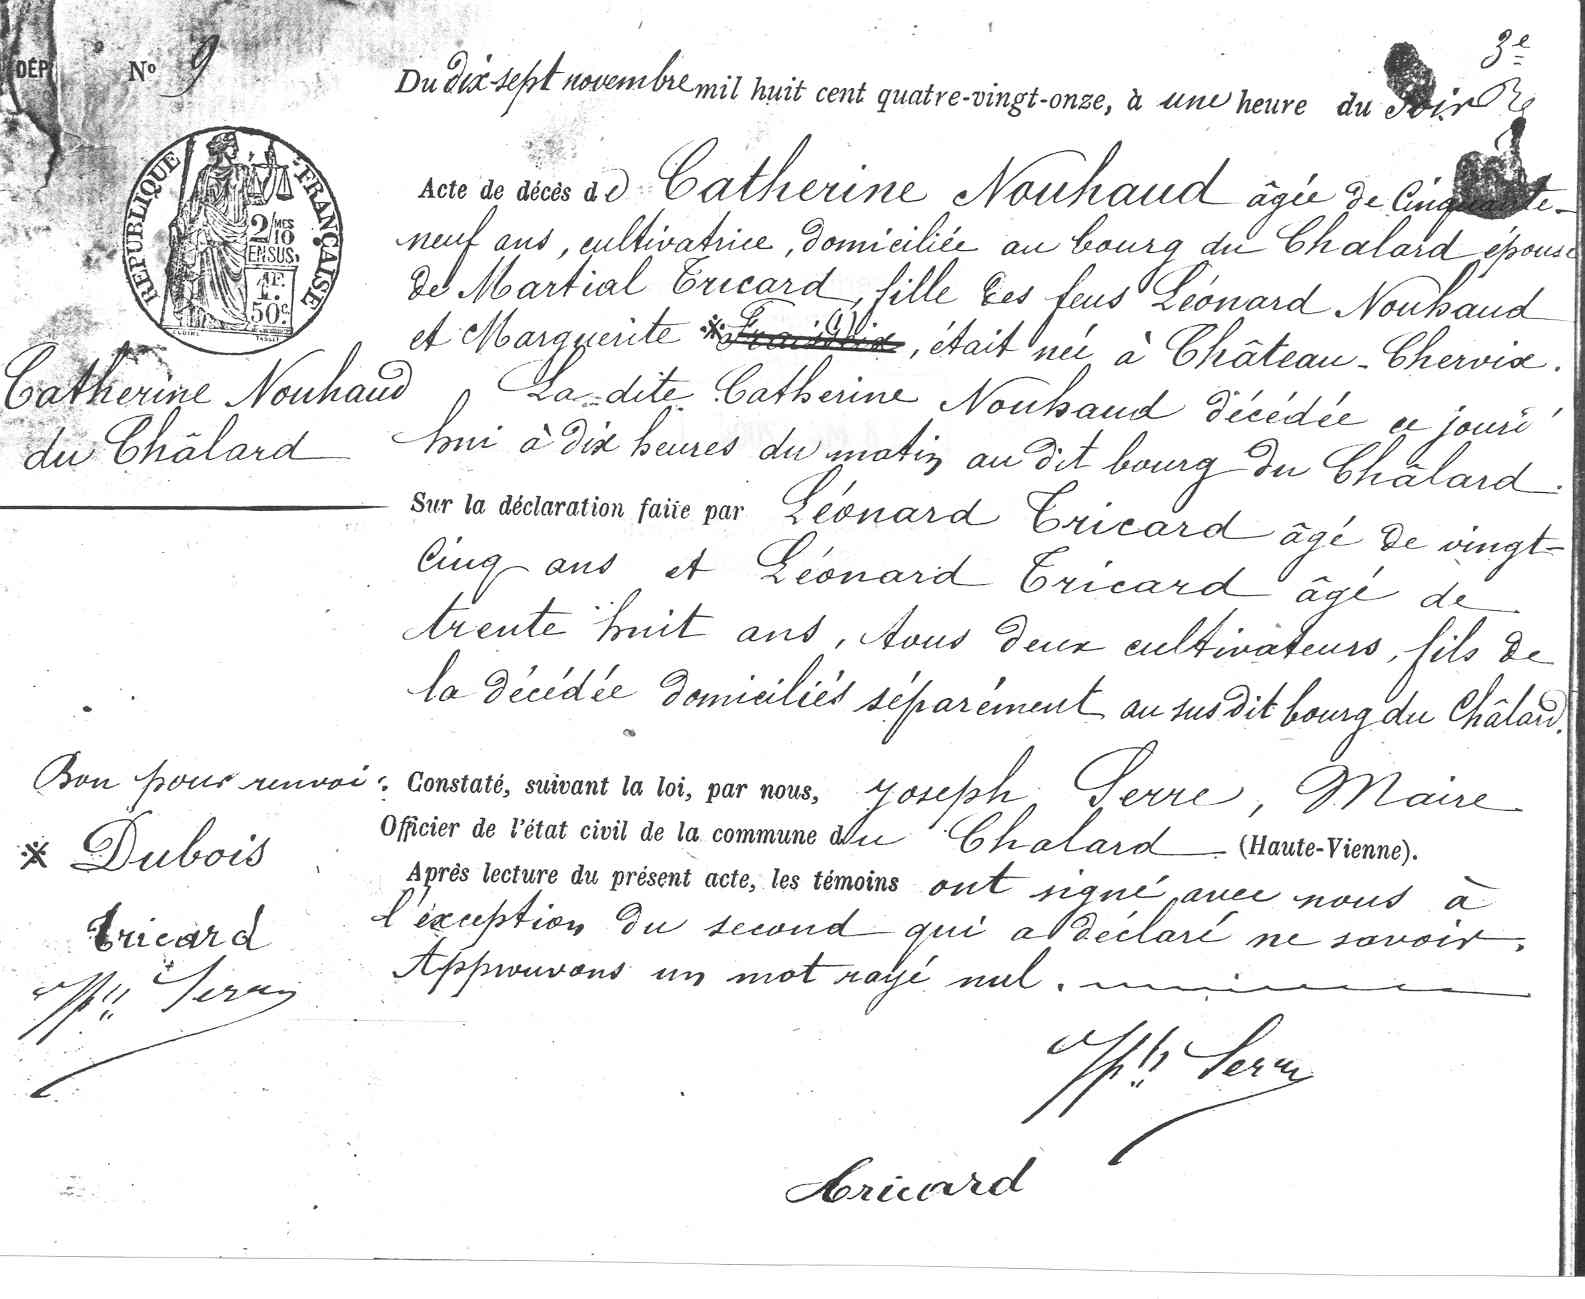 DÉP
N° 9
3e
Du dix-sept novembre mil huit cent quatre-vingt-onze, à une heure du soir
RÉPUBLIQUE FRANÇAISE
2/10 MES
EN SUS.
1F.
50c.
Acte de décès de Catherine Nouhaud âgée de Cinquante-
neuf ans, cultivatrice, domiciliée au bourg du Chalard épouse
de Martial Tricard, fille des feus Léonard Nouhaud
et Marguerite ※ (1), était née à Château-Chervix.
Catherine Nouhaud
du Châlard
La dite Catherine Nouhaud décédée ce jourd'
hui à dix heures du matin au dit bourg du Châlard.
Sur la déclaration faite par Léonard Tricard âgé de vingt-
Cinq ans et Léonard Tricard âgé de
trente huit ans, tous deux cultivateurs, fils de
la décédée domiciliés séparément au susdit bourg du Châlard.
Bon pour renvoi :
※ Dubois
Tricard
Serre
Constaté, suivant la loi, par nous, Joseph Serre, Maire
Officier de l'état civil de la commune du Chalard (Haute-Vienne).
Après lecture du présent acte, les témoins ont signé avec nous à
l'éxception du second qui a déclaré ne savoir.
Approuvons un mot rayé nul.
Serre
Tricard